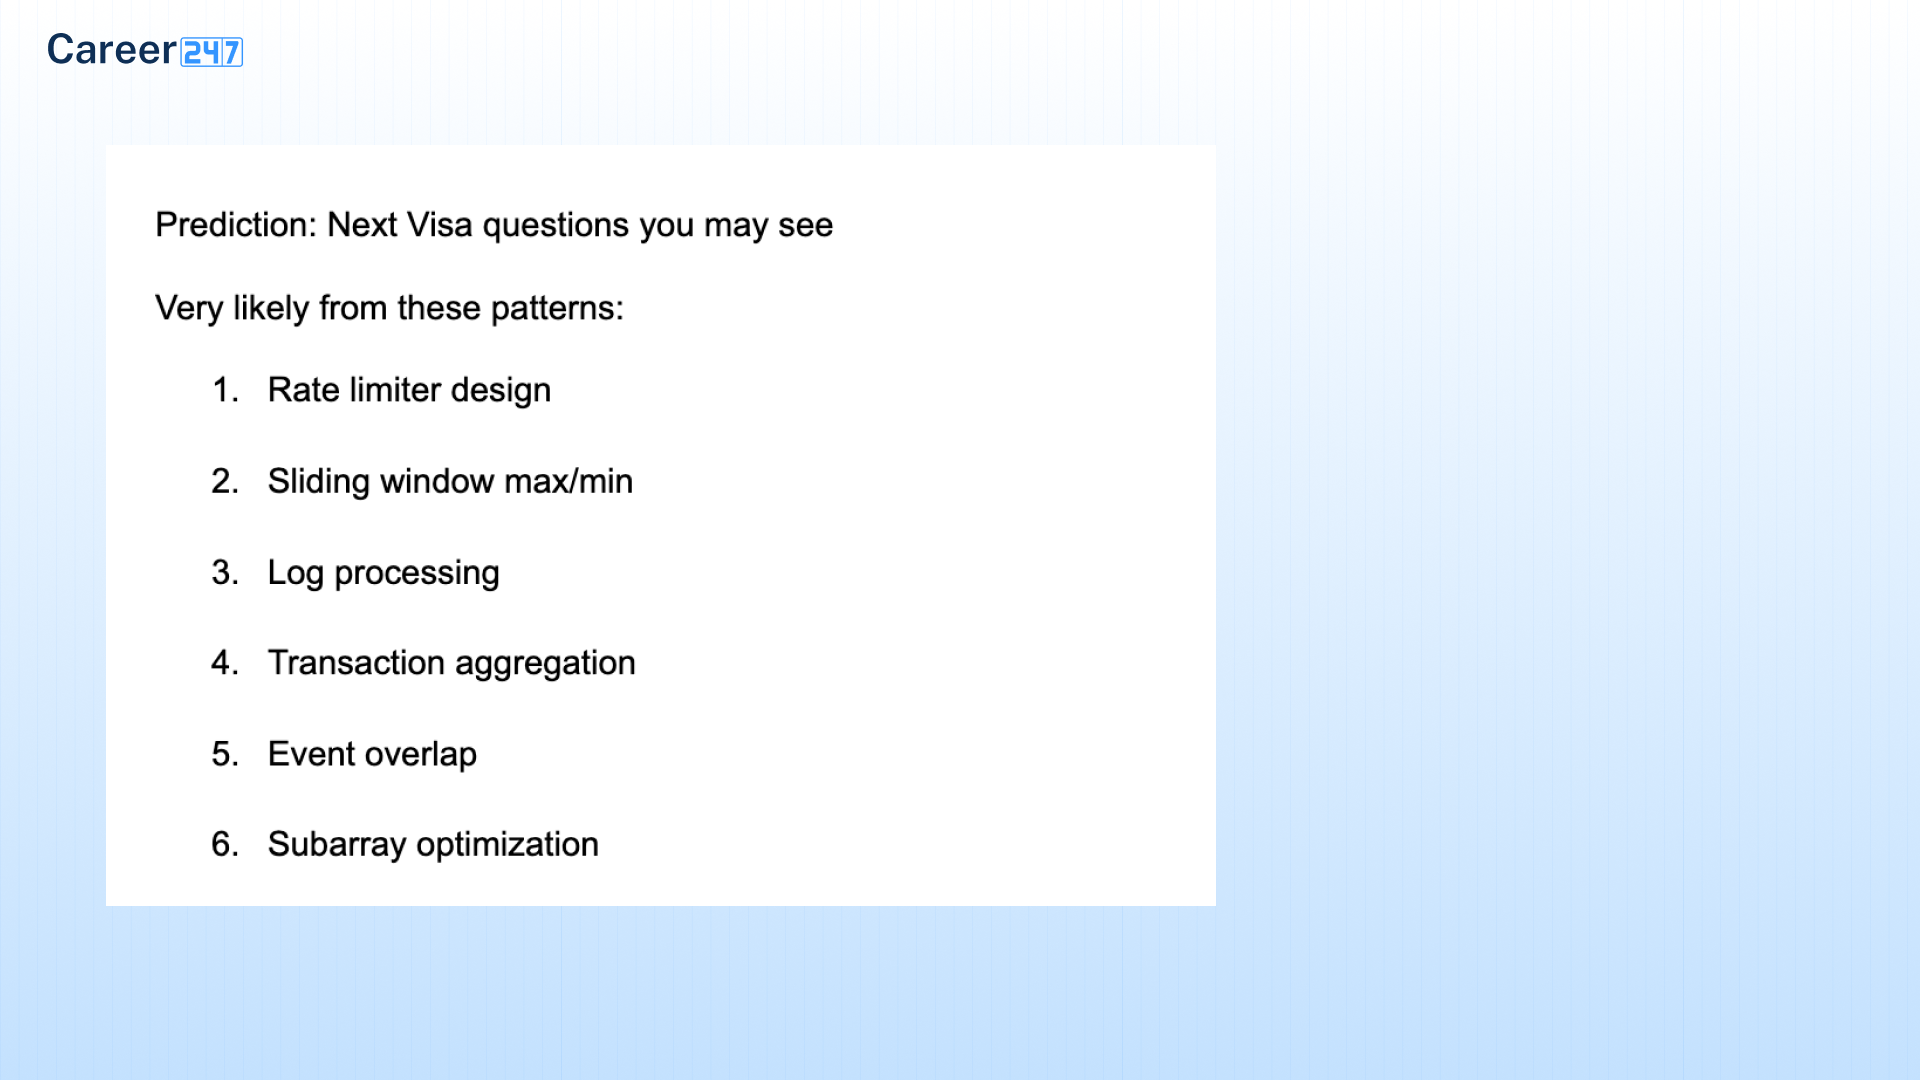 Career247
Prediction: Next Visa questions you may see
Very likely from these patterns:
1. Rate limiter design
2. Sliding window max/min
3. Log processing
4. Transaction aggregation
5. Event overlap
6. Subarray optimization